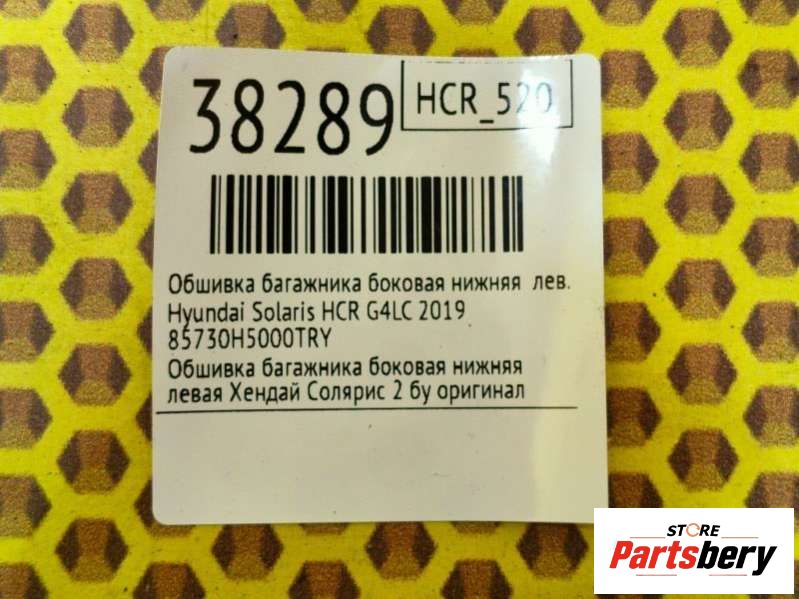 38289
HCR_520
Обшивка багажника боковая нижняя лев.
Hyundai Solaris HCR G4LC 2019
85730H5000TRY
Обшивка багажника боковая нижняя
левая Хендай Солярис 2 бу оригинал
STORE
Partsbery